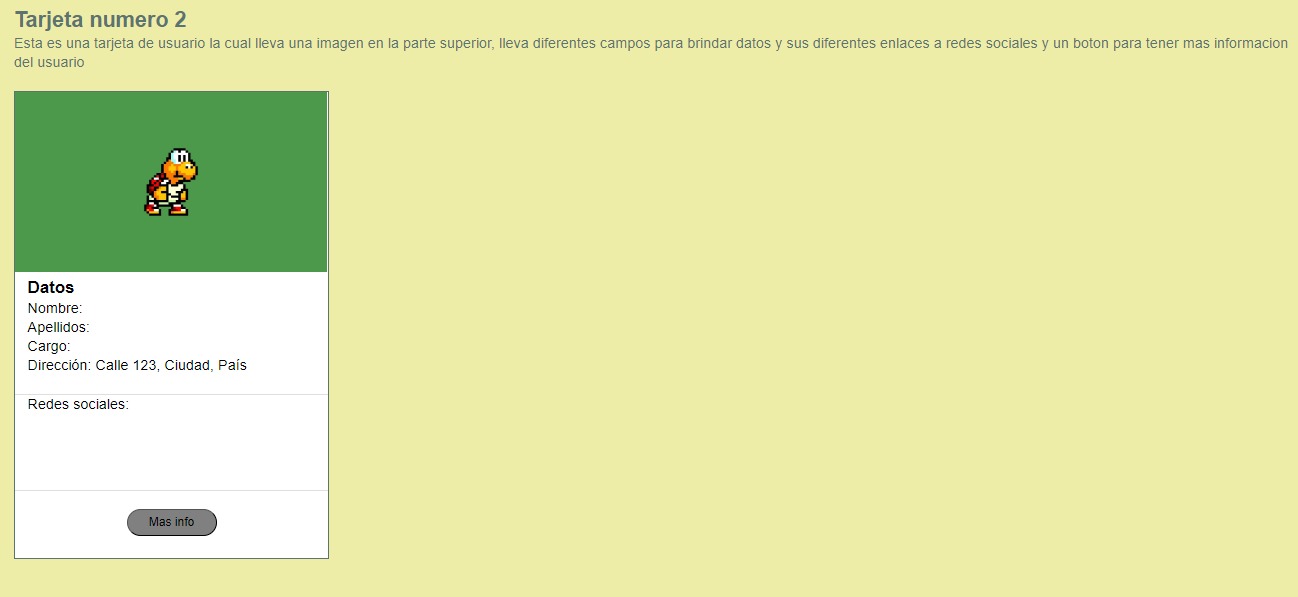 Tarjeta numero 2
Esta es una tarjeta de usuario la cual lleva una imagen en la parte superior, lleva diferentes campos para brindar datos y sus diferentes enlaces a redes sociales y un boton para tener mas informacion
del usuario
Datos
Nombre:
Apellidos:
Cargo:
Dirección: Calle 123, Ciudad, País
Redes sociales:
Mas info